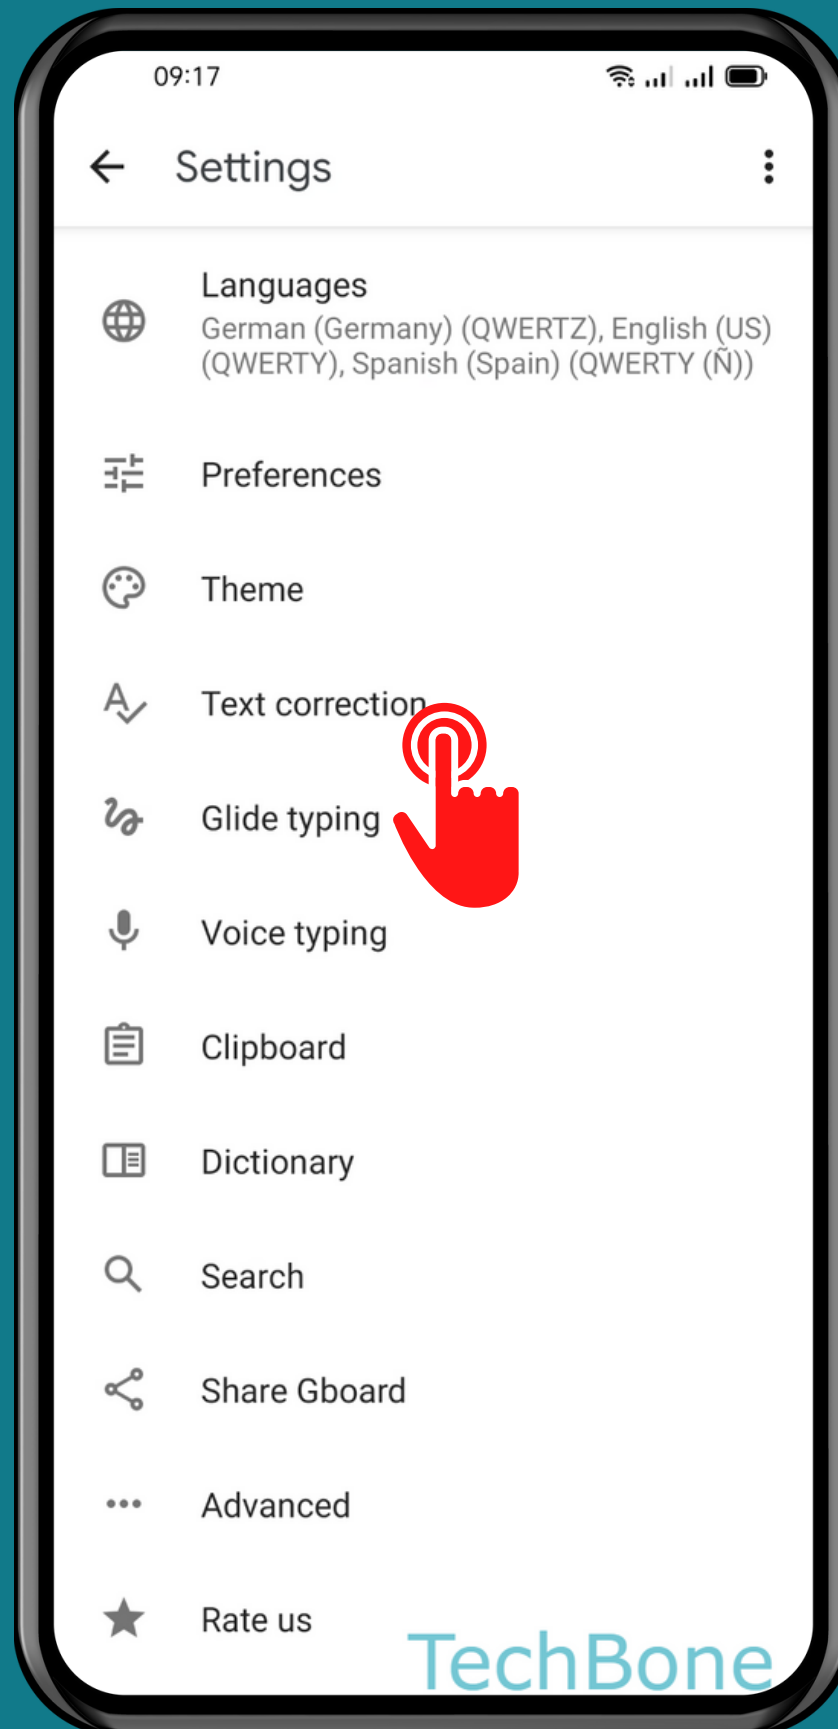 09:17
Settings
Languages
German (Germany) (QWERTZ), English (US)
(QWERTY), Spanish (Spain) (QWERTY (Ñ))
Preferences
Theme
Text correction
Glide typing
Voice typing
Clipboard
Dictionary
Search
Share Gboard
Advanced
Rate us
TechBone